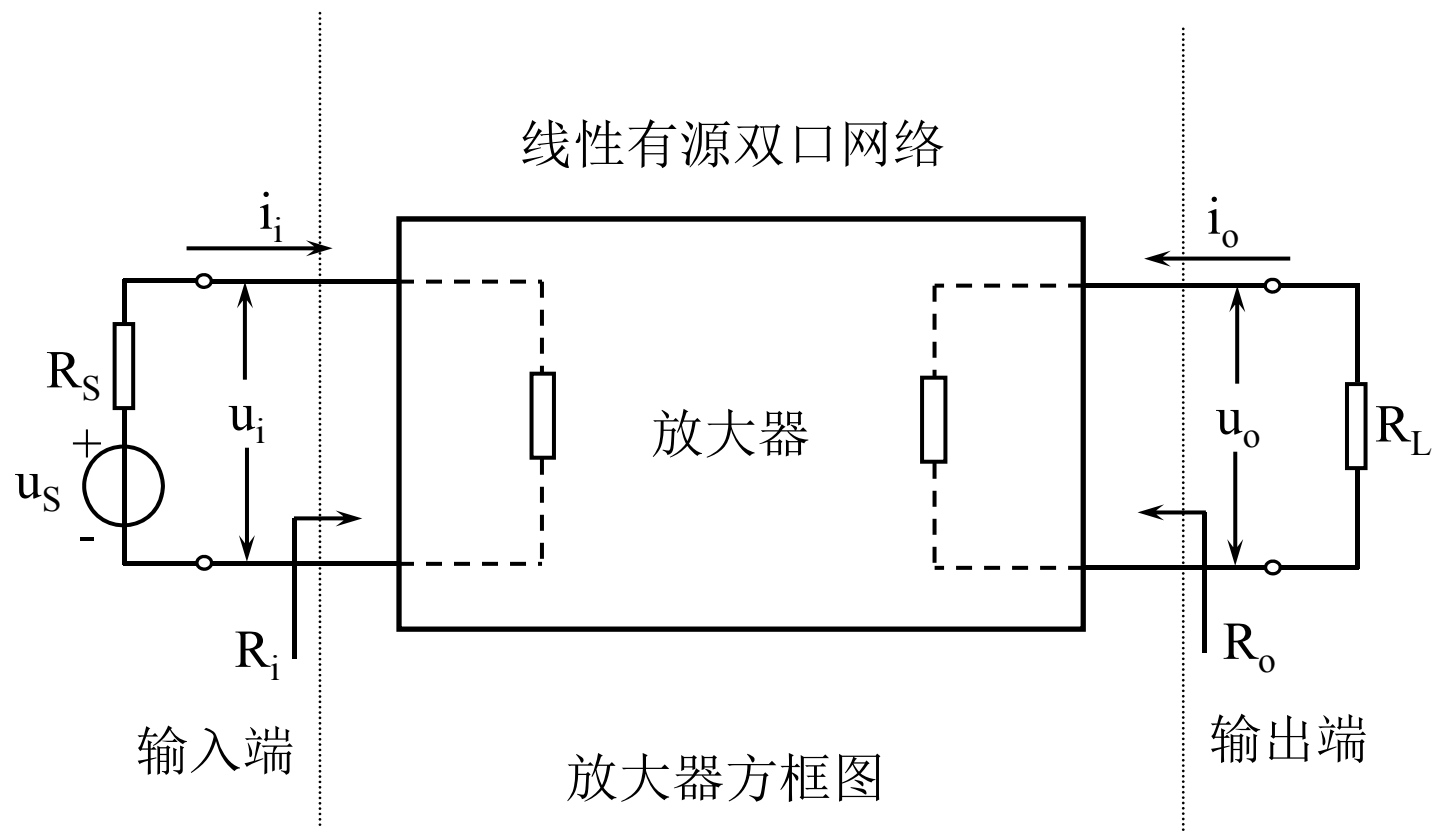 线性有源双口网络
i_i
i_o
R_S
+
u_S
-
u_i
放大器
u_o
R_L
R_i
R_o
输入端
放大器方框图
输出端